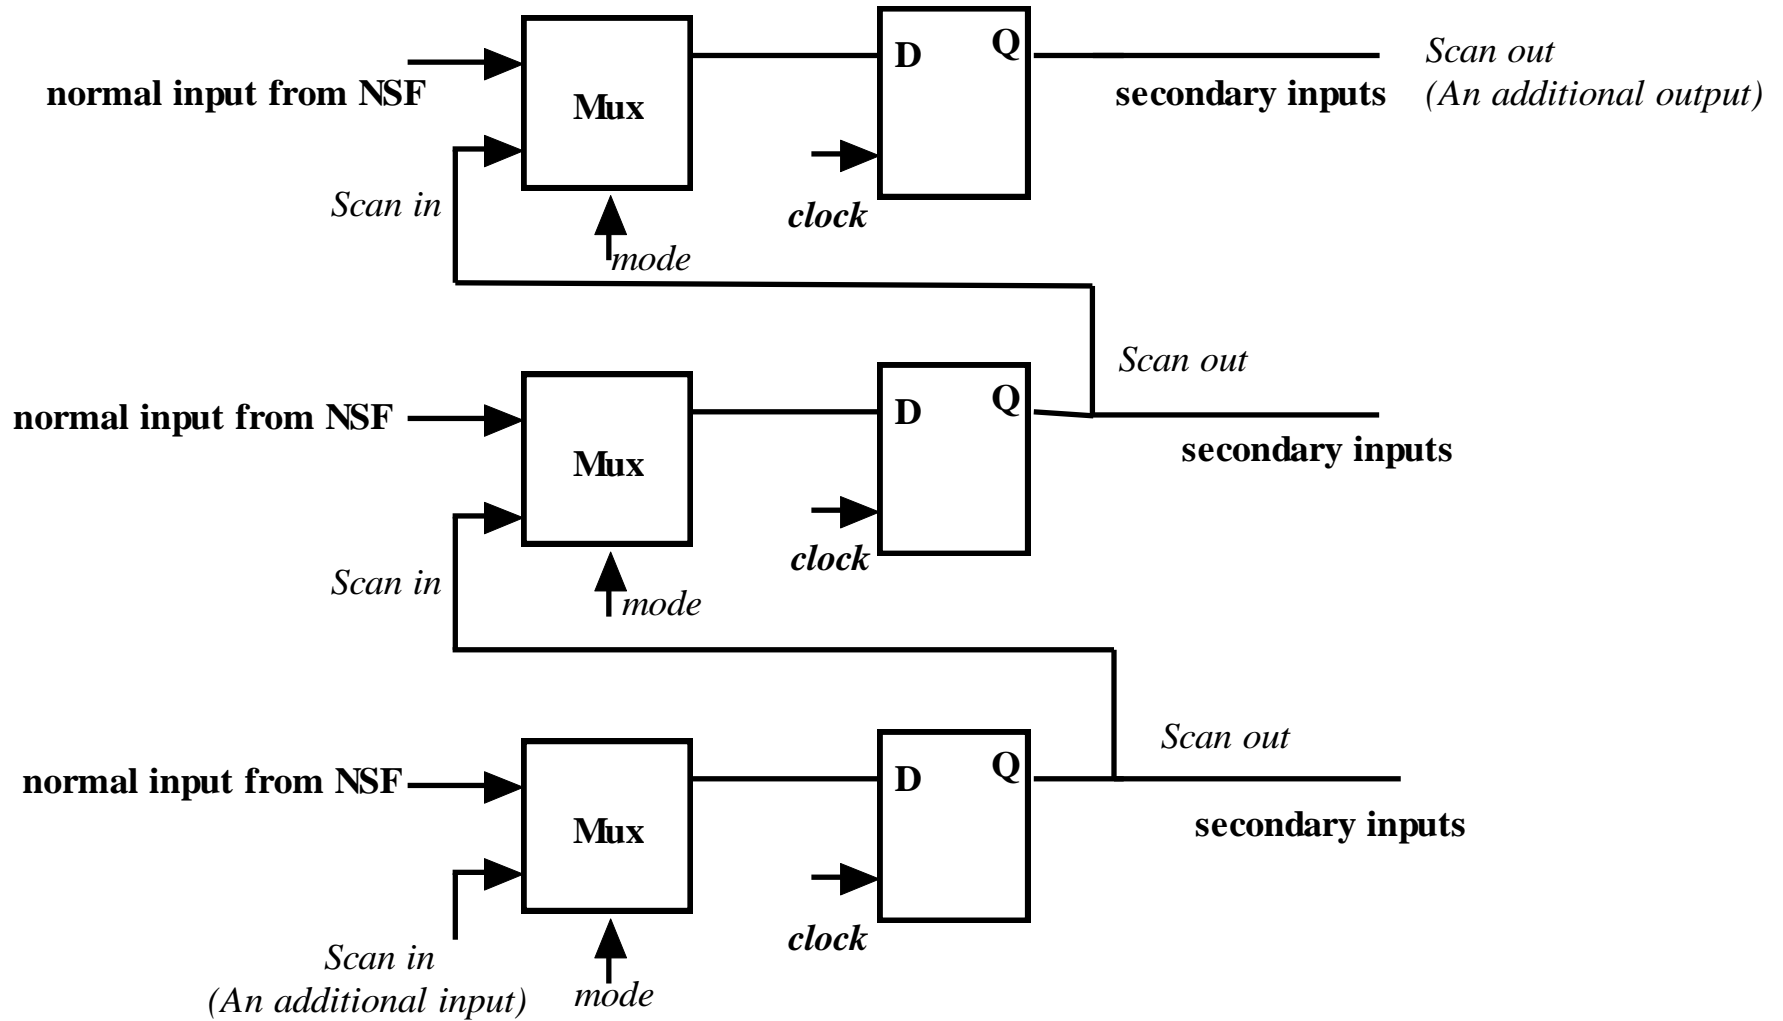 Scan out
(An additional output)
normal input from NSF
Mux
D
Q
secondary inputs
Scan in
clock
mode
Scan out
normal input from NSF
Mux
D
Q
secondary inputs
Scan in
clock
mode
Scan out
normal input from NSF
Mux
D
Q
secondary inputs
clock
Scan in
(An additional input)
mode